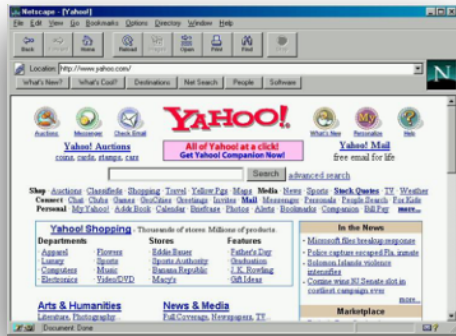 Netscape - [Yahoo!]
File Edit View Go Bookmarks Options Directory Window Help
Back Forward Home Reload Images Open Print Find Stop
Location: http://www.yahoo.com/
What's New? What's Cool? Destinations Net Search People Software
N
YAHOO!
Auctions Messenger Check Email What's New Personalize Help
Yahoo! Auctions
coins, cards, stamps, cars
All of Yahoo! at a click!
Get Yahoo! Companion Now!
Yahoo! Mail
free email for life
Search advanced search
Shop Auctions · Classifieds · Shopping · Travel · Yellow Pgs · Maps Media News · Sports · Stock Quotes · TV · Weather
Connect Chat · Clubs · Games · GeoCities · Greetings · Invites · Mail · Messenger · Personals · People Search · For Kids
Personal My Yahoo! · Addr Book · Calendar · Briefcase · Photos · Alerts · Bookmarks · Companion · Bill Pay more...
Yahoo! Shopping - Thousands of stores. Millions of products.
Departments Stores Features
· Apparel · Flowers · Eddie Bauer · Father's Day
· Luxury · Sports · Sports Authority · Graduation
· Computers · Music · Banana Republic · J. K. Rowling
· Electronics · Video/DVD · Macy's · Gift Ideas
In the News
· Microsoft files breakup response
· Police capture escaped Fla. inmate
· Solomon Islands violence intensifies
· Corzine wins NJ Senate slot in costliest campaign ever
more...
Marketplace
Arts & Humanities
Literature, Photography...
News & Media
Full Coverage, Newspapers, TV...
Document: Done